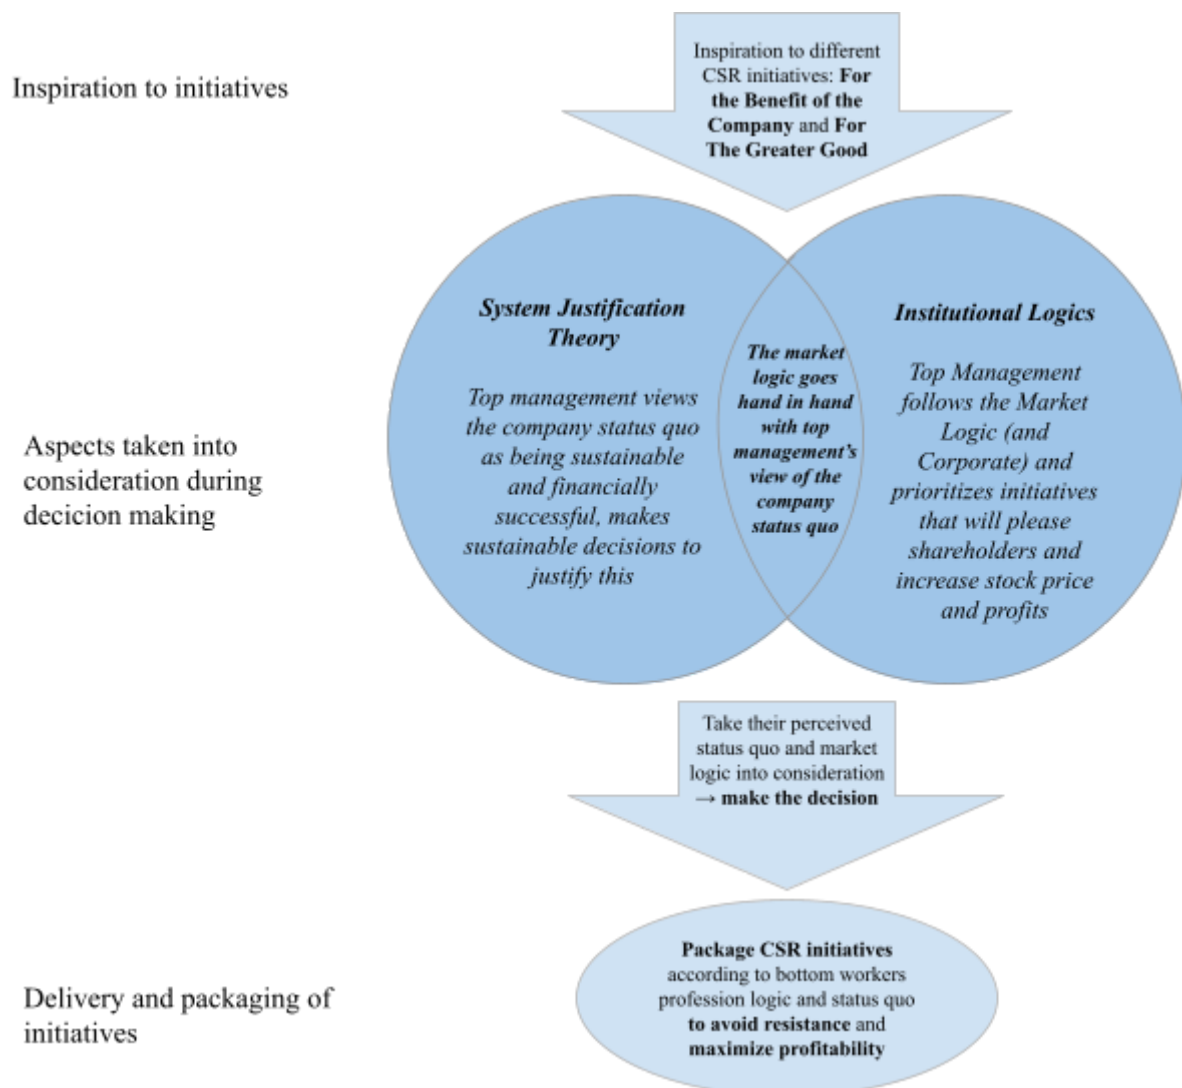 Inspiration to initiatives
Inspiration to different
CSR initiatives: For
the Benefit of the
Company and For
The Greater Good
Aspects taken into
consideration during
decicion making
System Justification
Theory
Top management views
the company status quo
as being sustainable
and financially
successful, makes
sustainable decisions to
justify this
The market
logic goes
hand in hand
with top
management’s
view of the
company
status quo
Institutional Logics
Top Management
follows the Market
Logic (and
Corporate) and
prioritizes initiatives
that will please
shareholders and
increase stock price
and profits
Take their perceived
status quo and market
logic into consideration
→ make the decision
Delivery and packaging of
initiatives
Package CSR initiatives
according to bottom workers
profession logic and status quo
to avoid resistance and
maximize profitability